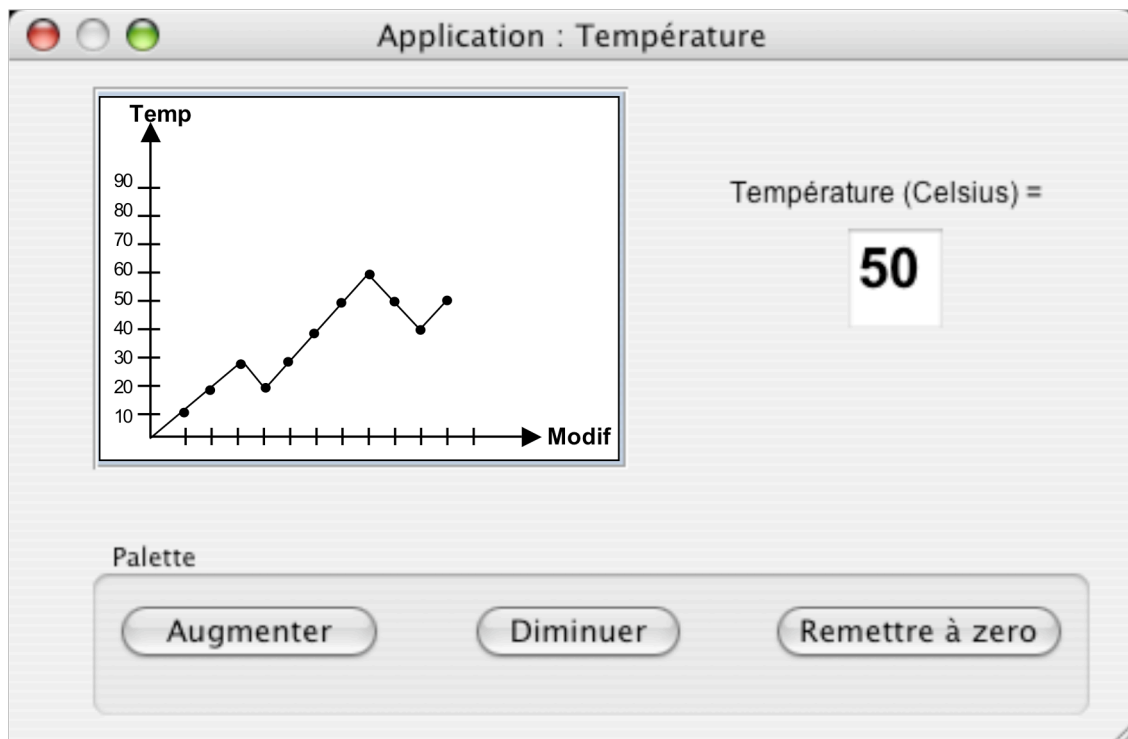 Application : Température
Temp
90
80
70
60
50
40
30
20
10
Modif
Température (Celsius) =
50
Palette
Augmenter
Diminuer
Remettre à zero